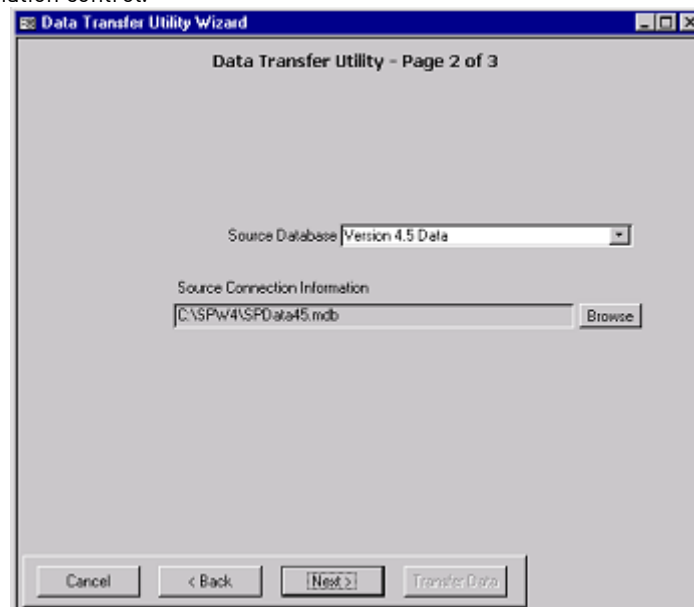 Data Transfer Utility Wizard
Data Transfer Utility - Page 2 of 3
Source Database Version 4.5 Data
Source Connection Information
C:\SPW4\SPData45.mdb Browse
Cancel < Back Next > Transfer Data